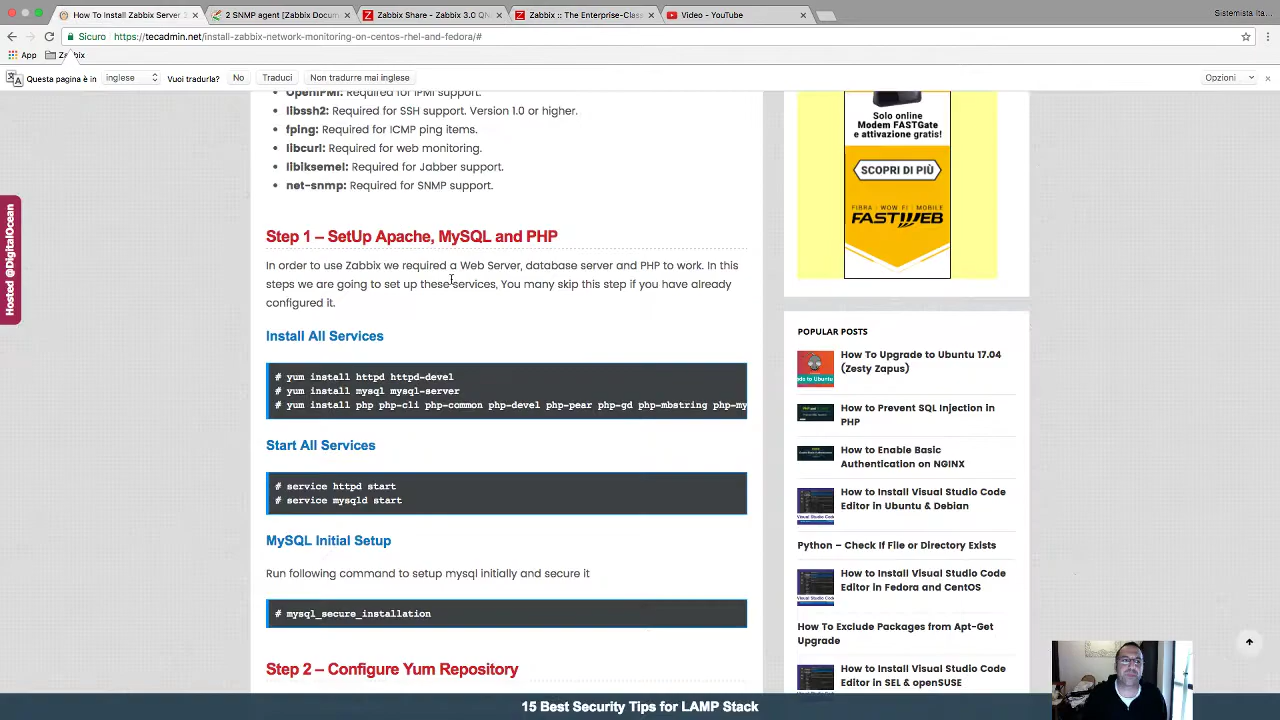 How To Install Zabbix Server 3
2 SNMP agent [Zabbix Docume
Zabbix Share - Zabbix 3.0 QN
Zabbix :: The Enterprise-Class
Video - YouTube
Sistemista Ita...
Sicuro
https://tecadmin.net/install-zabbix-network-monitoring-on-centos-rhel-and-fedora/#
App
Zabbix
Questa pagina è in
inglese
Vuoi tradurla?
No
Traduci
Non tradurre mai inglese
Opzioni
OpenIPMI: Required for IPMI support.
libssh2: Required for SSH support. Version 1.0 or higher.
fping: Required for ICMP ping items.
libcurl: Required for web monitoring.
libiksemel: Required for Jabber support.
net-snmp: Required for SNMP support.
Step 1 – SetUp Apache, MySQL and PHP
In order to use Zabbix we required a Web Server, database server and PHP to work. In this
steps we are going to set up these services, You many skip this step if you have already
configured it.
Install All Services
# yum install httpd httpd-devel
# yum install mysql mysql-server
# yum install php php-cli php-common php-devel php-pear php-gd php-mbstring php-my
Start All Services
# service httpd start
# service mysqld start
MySQL Initial Setup
Run following command to setup mysql initially and secure it
# mysql_secure_installation
Step 2 – Configure Yum Repository
Hosted @DigitalOcean
Solo online
Modem FASTGate
e attivazione gratis!
SCOPRI DI PIÙ
FIBRA | WOW FI | MOBILE
FASTWEB
POPULAR POSTS
How To Upgrade to Ubuntu 17.04
(Zesty Zapus)
How to Prevent SQL Injection in
PHP
How to Enable Basic
Authentication on NGINX
How to Install Visual Studio Code
Editor in Ubuntu & Debian
Python – Check If File or Directory Exists
How to Install Visual Studio Code
Editor in Fedora and CentOS
How To Exclude Packages from Apt-Get
Upgrade
How to Install Visual Studio Code
Editor in SEL & openSUSE
15 Best Security Tips for LAMP Stack